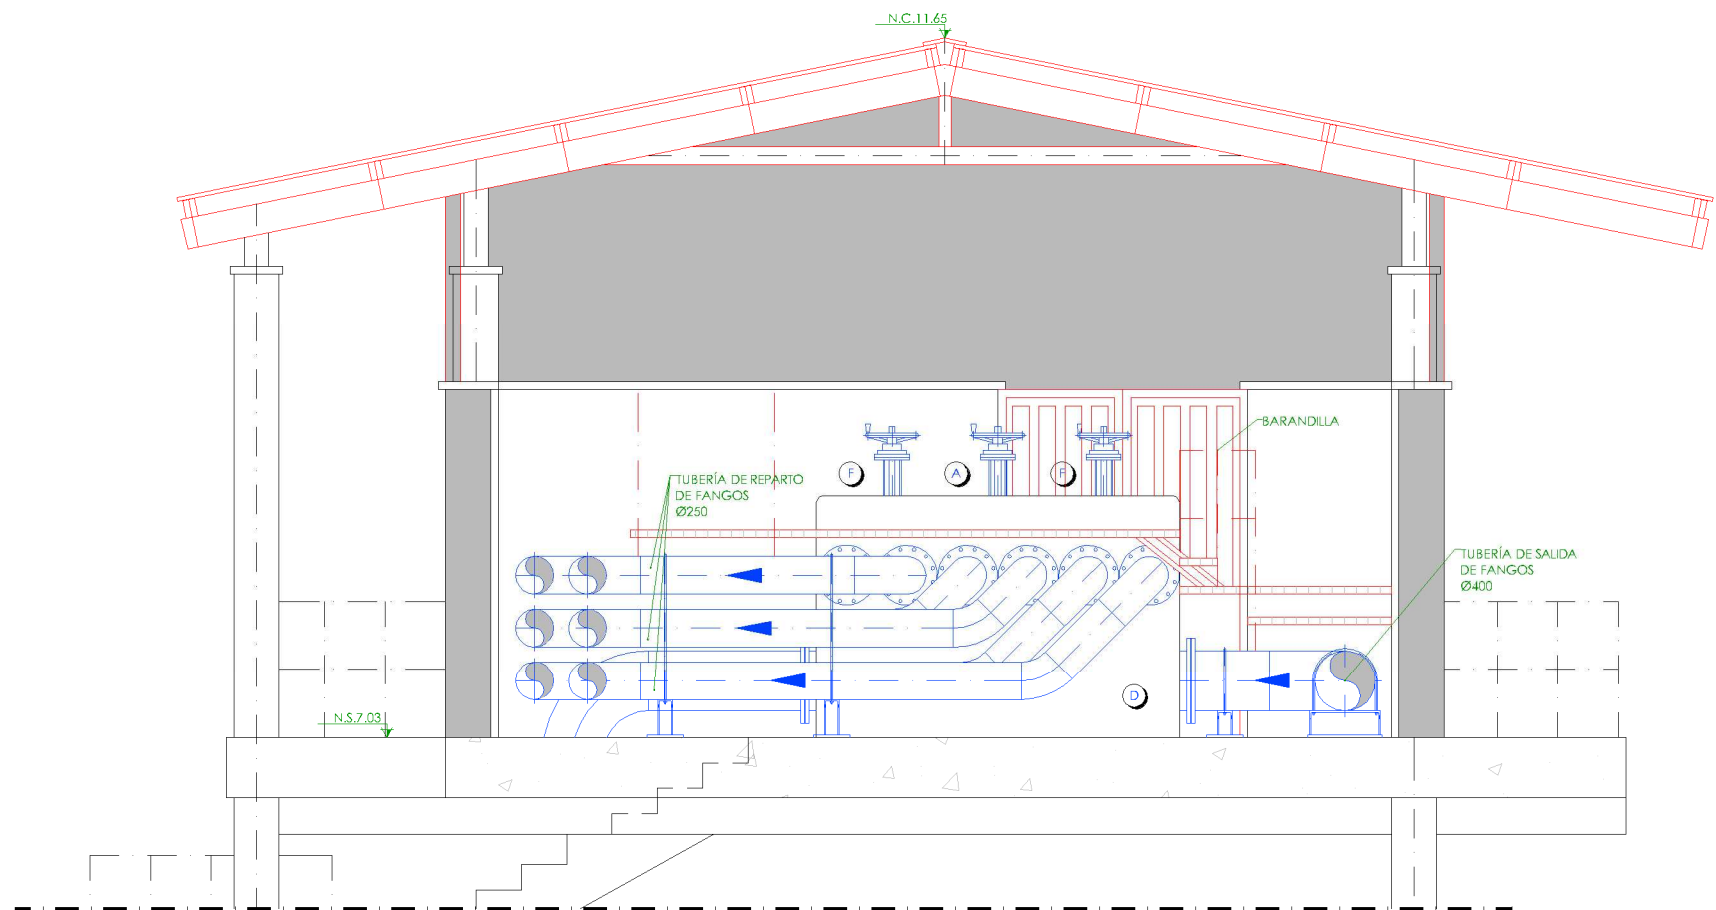 N.C.11.65
BARANDILLA
F
A
F
TUBERÍA DE REPARTO
DE FANGOS
Ø250
TUBERÍA DE SALIDA
DE FANGOS
Ø400
D
N.S.7.03